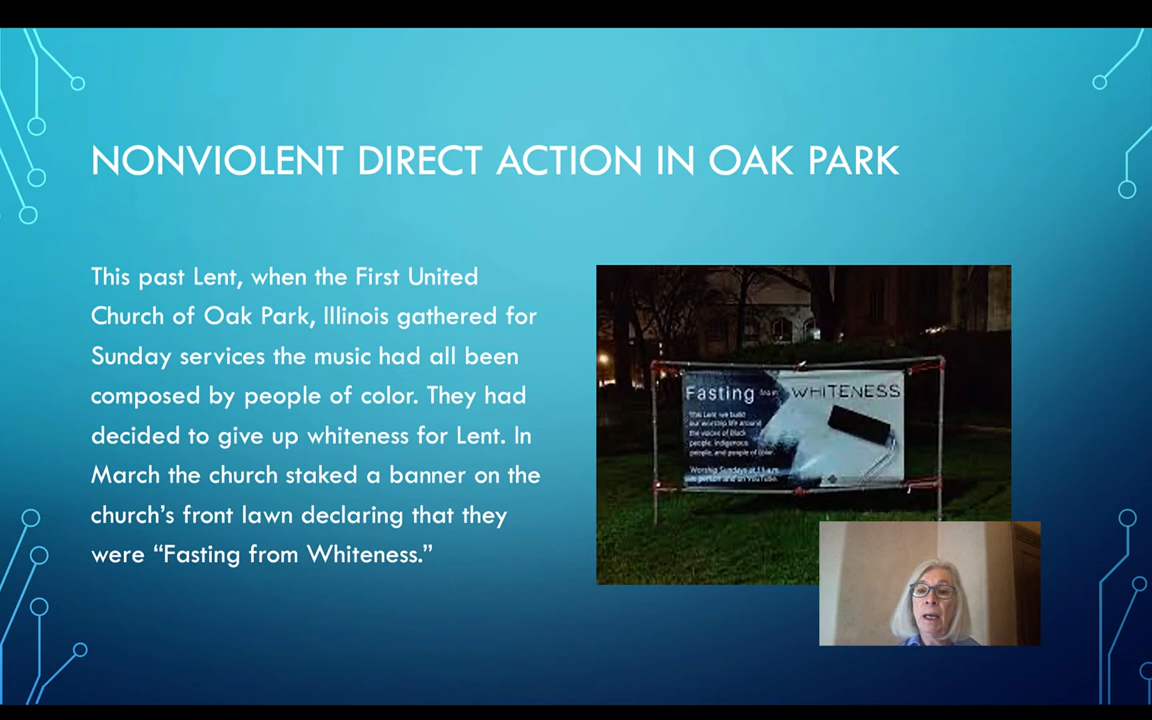 NONVIOLENT DIRECT ACTION IN OAK PARK
This past Lent, when the First United
Church of Oak Park, Illinois gathered for
Sunday services the music had all been
composed by people of color. They had
decided to give up whiteness for Lent. In
March the church staked a banner on the
church’s front lawn declaring that they
were “Fasting from Whiteness.”
Fasting from WHITENESS
This Lent we build
our worship life around
the voices of Black
people, indigenous
people, and people of color.
Worship Sundays at 11 a.m.
in person and on YouTube.